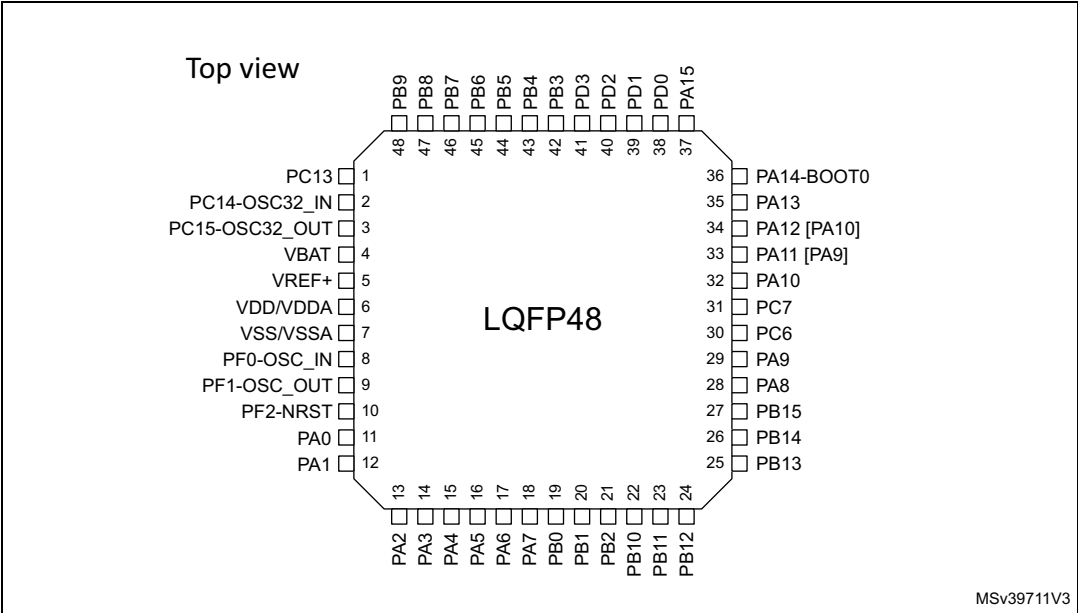 Top view
PB9
PB8
PB7
PB6
PB5
PB4
PB3
PD3
PD2
PD1
PD0
PA15
48
47
46
45
44
43
42
41
40
39
38
37
PC13 1
PC14-OSC32_IN 2
PC15-OSC32_OUT 3
VBAT 4
VREF+ 5
VDD/VDDA 6
VSS/VSSA 7
PF0-OSC_IN 8
PF1-OSC_OUT 9
PF2-NRST 10
PA0 11
PA1 12
LQFP48
36 PA14-BOOT0
35 PA13
34 PA12 [PA10]
33 PA11 [PA9]
32 PA10
31 PC7
30 PC6
29 PA9
28 PA8
27 PB15
26 PB14
25 PB13
13
14
15
16
17
18
19
20
21
22
23
24
PA2
PA3
PA4
PA5
PA6
PA7
PB0
PB1
PB2
PB10
PB11
PB12
MSv39711V3